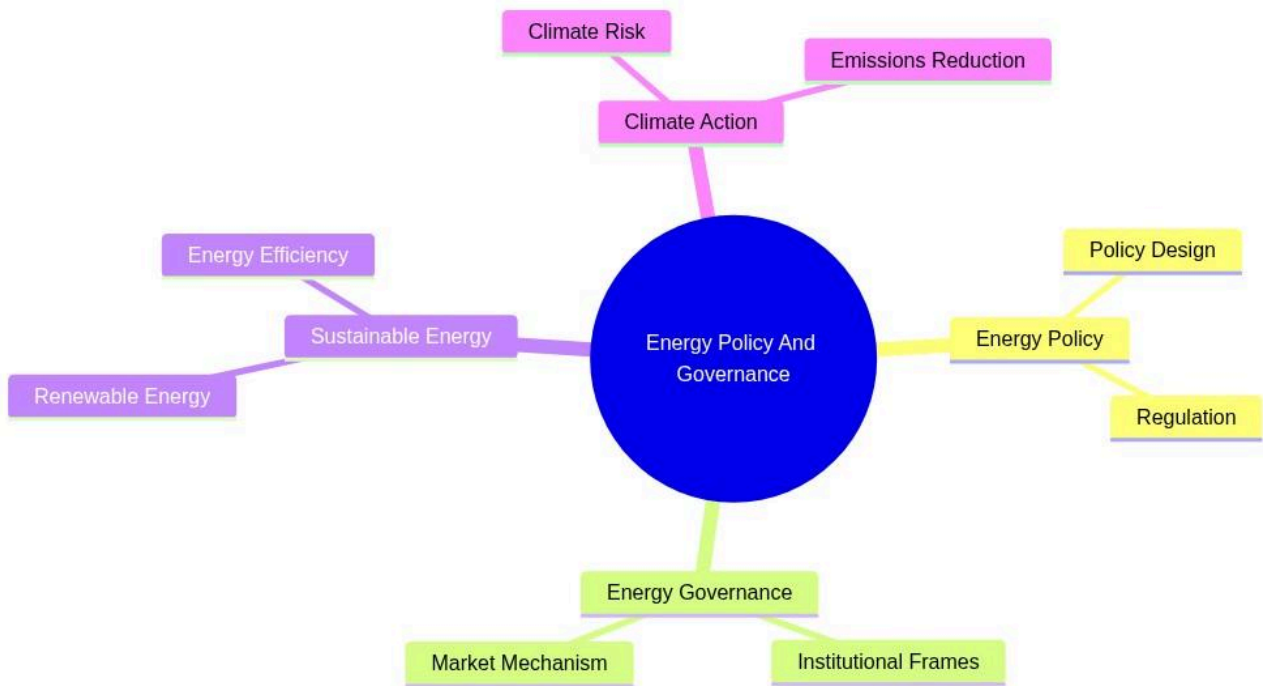 Climate Risk
Emissions Reduction
Climate Action
Energy Efficiency
Sustainable Energy
Renewable Energy
Energy Policy And
Governance
Policy Design
Energy Policy
Regulation
Energy Governance
Market Mechanism
Institutional Frames